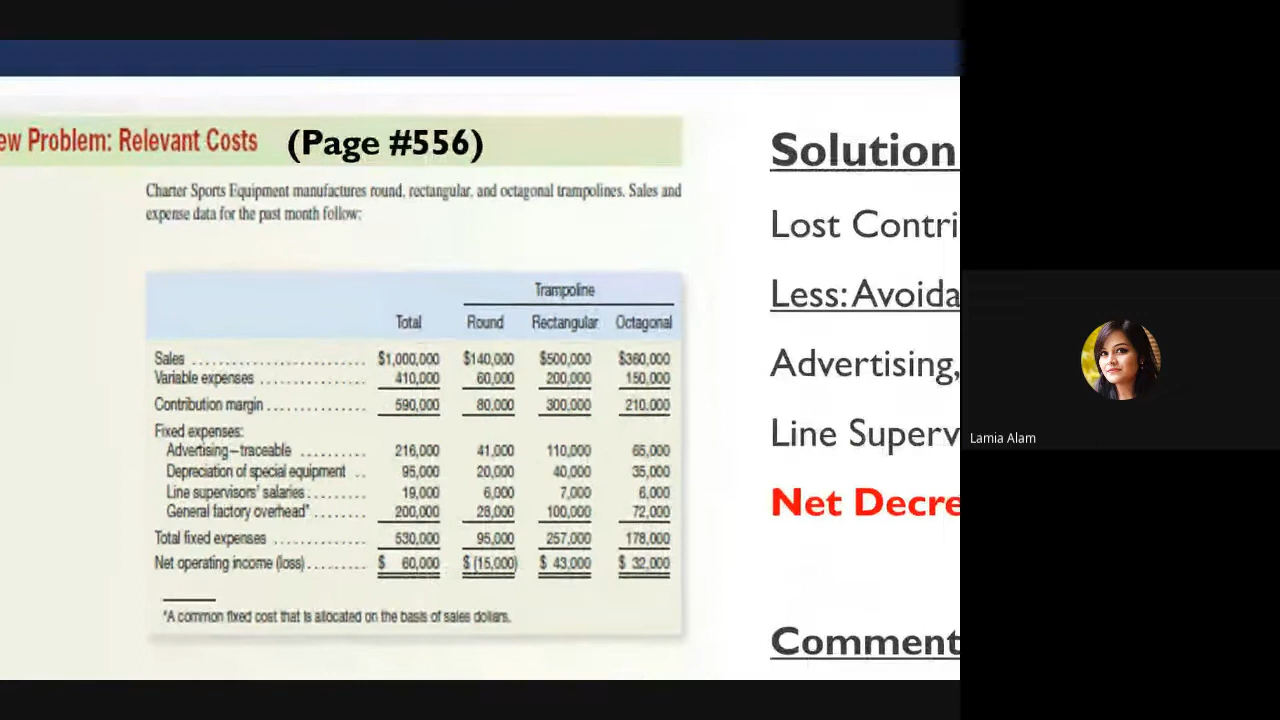 ew Problem: Relevant Costs (Page #556)
Charter Sports Equipment manufactures round, rectangular, and octagonal trampolines. Sales and
expense data for the past month follow:
Trampoline
Total Round Rectangular Octagonal
Sales ........................ $1,000,000 $140,000 $500,000 $360,000
Variable expenses ............... 410,000 60,000 200,000 150,000
Contribution margin .............. 590,000 80,000 300,000 210,000
Fixed expenses:
Advertising—traceable .......... 216,000 41,000 110,000 65,000
Depreciation of special equipment .. 95,000 20,000 40,000 35,000
Line supervisors' salaries ......... 19,000 6,000 7,000 6,000
General factory overhead* ........ 200,000 28,000 100,000 72,000
Total fixed expenses .............. 530,000 95,000 257,000 178,000
Net operating income (loss) ......... $ 60,000 $ (15,000) $ 43,000 $ 32,000
*A common fixed cost that is allocated on the basis of sales dollars.
Solution
Lost Contri
Less: Avoida
Advertising,
Line Superv
Net Decre
Comment
Lamia Alam